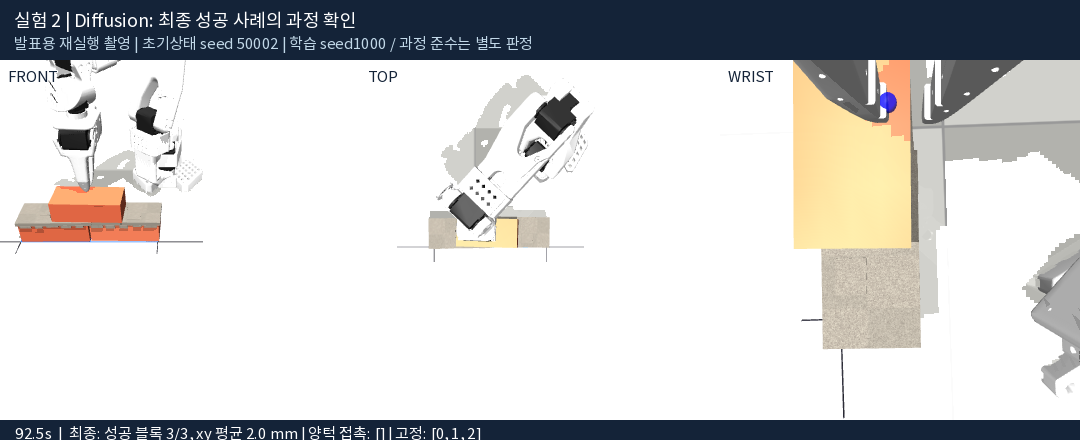 실험 2 | Diffusion: 최종 성공 사례의 과정 확인
발표용 재실행 촬영 | 초기상태 seed 50002 | 학습 seed1000 / 과정 준수는 별도 판정
FRONT
TOP
WRIST
92.5s | 최종: 성공 블록 3/3, xy 평균 2.0 mm | 양턱 접촉: [] | 고정: [0,1,2]